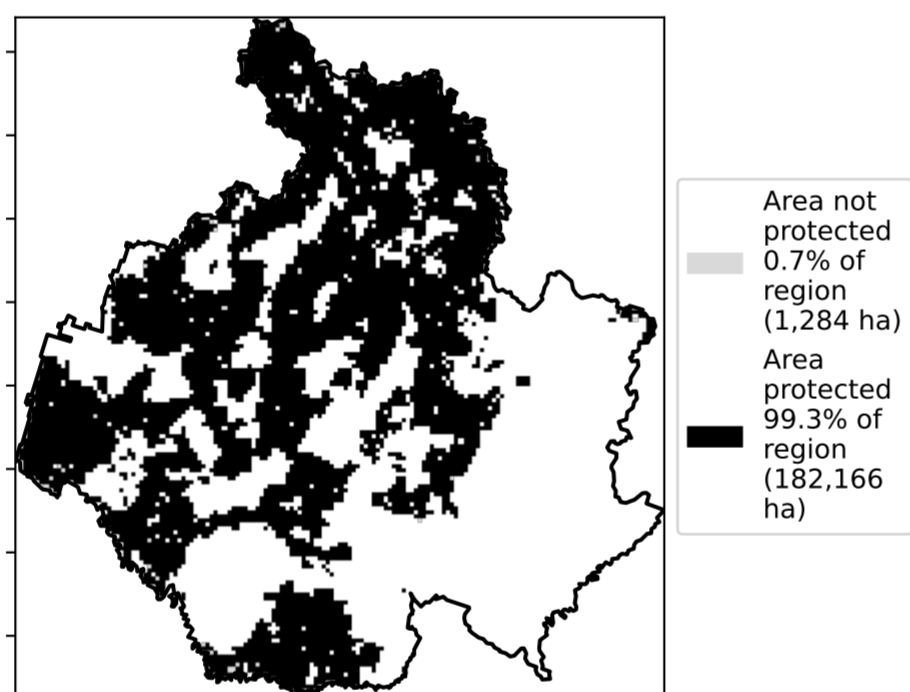 Area not
protected
0.7% of
region
(1,284 ha)
Area
protected
99.3% of
region
(182,166
ha)